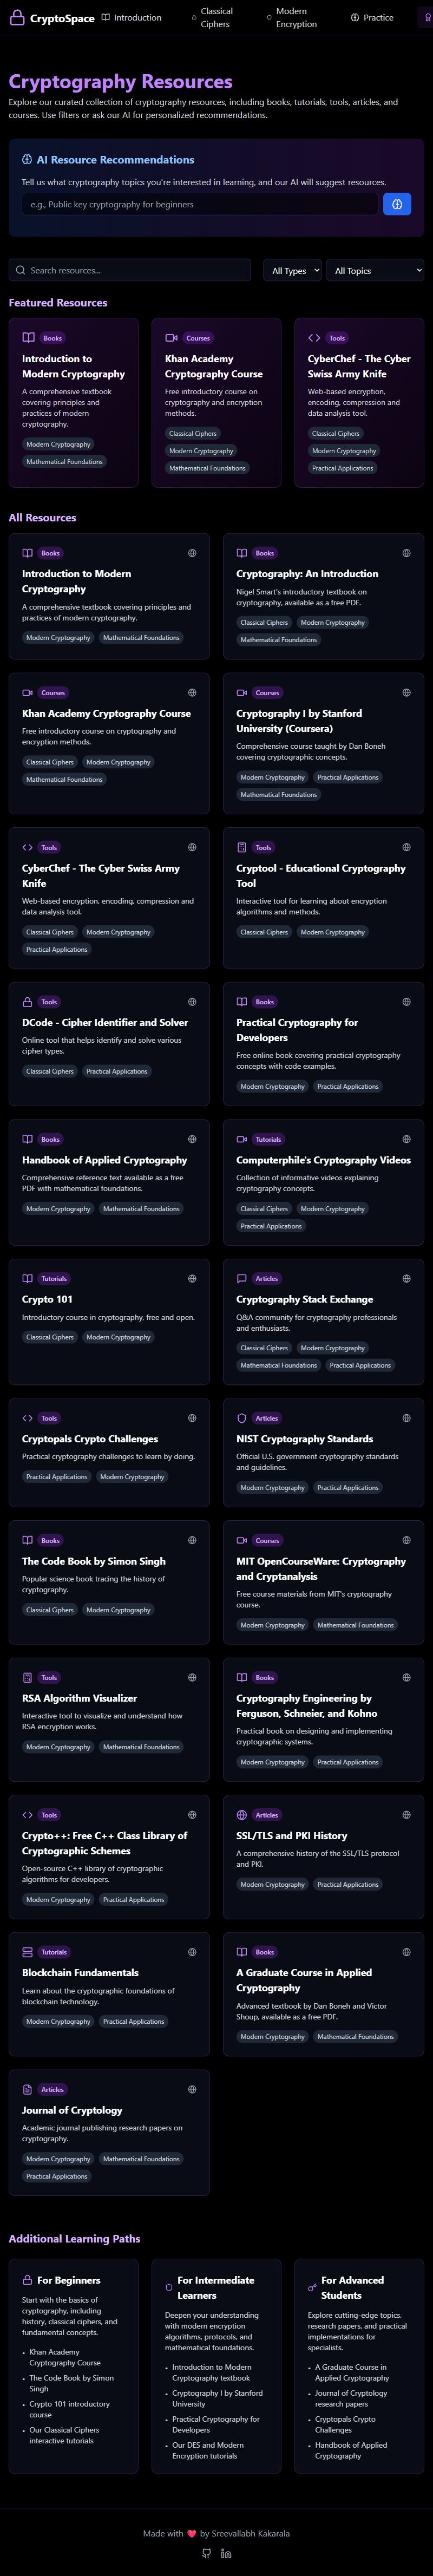 CryptoSpace
Introduction
Classical
Ciphers
Modern
Encryption
Practice
Cryptography Resources
Explore our curated collection of cryptography resources, including books, tutorials, tools, articles, and
courses. Use filters or ask our AI for personalized recommendations.
AI Resource Recommendations
Tell us what cryptography topics you're interested in learning, and our AI will suggest resources.
e.g., Public key cryptography for beginners
Search resources...
All Types
All Topics
Featured Resources
Books
Introduction to
Modern Cryptography
A comprehensive textbook
covering principles and
practices of modern
cryptography.
Modern Cryptography
Mathematical Foundations
Courses
Khan Academy
Cryptography Course
Free introductory course on
cryptography and encryption
methods.
Classical Ciphers
Modern Cryptography
Mathematical Foundations
Tools
CyberChef - The Cyber
Swiss Army Knife
Web-based encryption,
encoding, compression and
data analysis tool.
Classical Ciphers
Modern Cryptography
Practical Applications
All Resources
Books
Introduction to Modern
Cryptography
A comprehensive textbook covering principles and
practices of modern cryptography.
Modern Cryptography Mathematical Foundations
Books
Cryptography: An Introduction
Nigel Smart's introductory textbook on
cryptography, available as a free PDF.
Classical Ciphers Modern Cryptography
Mathematical Foundations
Courses
Khan Academy Cryptography Course
Free introductory course on cryptography and
encryption methods.
Classical Ciphers Modern Cryptography
Mathematical Foundations
Courses
Cryptography I by Stanford
University (Coursera)
Comprehensive course taught by Dan Boneh
covering cryptographic concepts.
Modern Cryptography Practical Applications
Mathematical Foundations
Tools
CyberChef - The Cyber Swiss Army
Knife
Web-based encryption, encoding, compression and
data analysis tool.
Classical Ciphers Modern Cryptography
Practical Applications
Tools
Cryptool - Educational Cryptography
Tool
Interactive tool for learning about encryption
algorithms and methods.
Classical Ciphers Modern Cryptography
Tools
DCode - Cipher Identifier and Solver
Online tool that helps identify and solve various
cipher types.
Classical Ciphers Practical Applications
Books
Practical Cryptography for
Developers
Free online book covering practical cryptography
concepts with code examples.
Modern Cryptography Practical Applications
Books
Handbook of Applied Cryptography
Comprehensive reference text available as a free
PDF with mathematical foundations.
Modern Cryptography Mathematical Foundations
Tutorials
Computerphile's Cryptography Videos
Collection of informative videos explaining
cryptography concepts.
Classical Ciphers Modern Cryptography
Practical Applications
Tutorials
Crypto 101
Introductory course in cryptography, free and open.
Classical Ciphers Modern Cryptography
Articles
Cryptography Stack Exchange
Q&A community for cryptography professionals
and enthusiasts.
Classical Ciphers Modern Cryptography
Mathematical Foundations Practical Applications
Tools
Cryptopals Crypto Challenges
Practical cryptography challenges to learn by doing.
Practical Applications Modern Cryptography
Articles
NIST Cryptography Standards
Official U.S. government cryptography standards
and guidelines.
Modern Cryptography Practical Applications
Books
The Code Book by Simon Singh
Popular science book tracing the history of
cryptography.
Classical Ciphers Modern Cryptography
Courses
MIT OpenCourseWare: Cryptography
and Cryptanalysis
Free course materials from MIT's cryptography
course.
Modern Cryptography Mathematical Foundations
Tools
RSA Algorithm Visualizer
Interactive tool to visualize and understand how
RSA encryption works.
Modern Cryptography Mathematical Foundations
Books
Cryptography Engineering by
Ferguson, Schneier, and Kohno
Practical book on designing and implementing
cryptographic systems.
Modern Cryptography Practical Applications
Tools
Crypto++: Free C++ Class Library of
Cryptographic Schemes
Open-source C++ library of cryptographic
algorithms for developers.
Modern Cryptography Practical Applications
Articles
SSL/TLS and PKI History
A comprehensive history of the SSL/TLS protocol
and PKI.
Modern Cryptography Practical Applications
Tutorials
Blockchain Fundamentals
Learn about the cryptographic foundations of
blockchain technology.
Modern Cryptography Practical Applications
Books
A Graduate Course in Applied
Cryptography
Advanced textbook by Dan Boneh and Victor
Shoup, available as a free PDF.
Modern Cryptography Mathematical Foundations
Articles
Journal of Cryptology
Academic journal publishing research papers on
cryptography.
Modern Cryptography Mathematical Foundations
Practical Applications
Additional Learning Paths
For Beginners
Start with the basics of
cryptography, including
history, classical ciphers, and
fundamental concepts.
• Khan Academy
Cryptography Course
• The Code Book by Simon
Singh
• Crypto 101 introductory
course
• Our Classical Ciphers
interactive tutorials
For Intermediate
Learners
Deepen your understanding
with modern encryption
algorithms, protocols, and
mathematical foundations.
• Introduction to Modern
Cryptography textbook
• Cryptography I by Stanford
University
• Practical Cryptography for
Developers
• Our DES and Modern
Encryption tutorials
For Advanced
Students
Explore cutting-edge topics,
research papers, and practical
implementations for
specialists.
• A Graduate Course in
Applied Cryptography
• Journal of Cryptology
research papers
• Cryptopals Crypto
Challenges
• Handbook of Applied
Cryptography
Made with ❤️ by Sreevallabh Kakarala